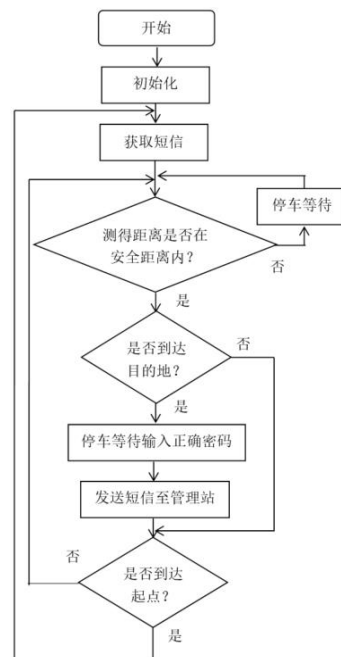 开始
初始化
获取短信
停车等待
测得距离是否在
安全距离内？
否
是
是否到达
目的地？
否
是
停车等待输入正确密码
发送短信至管理站
否
是否到达
起点？
是